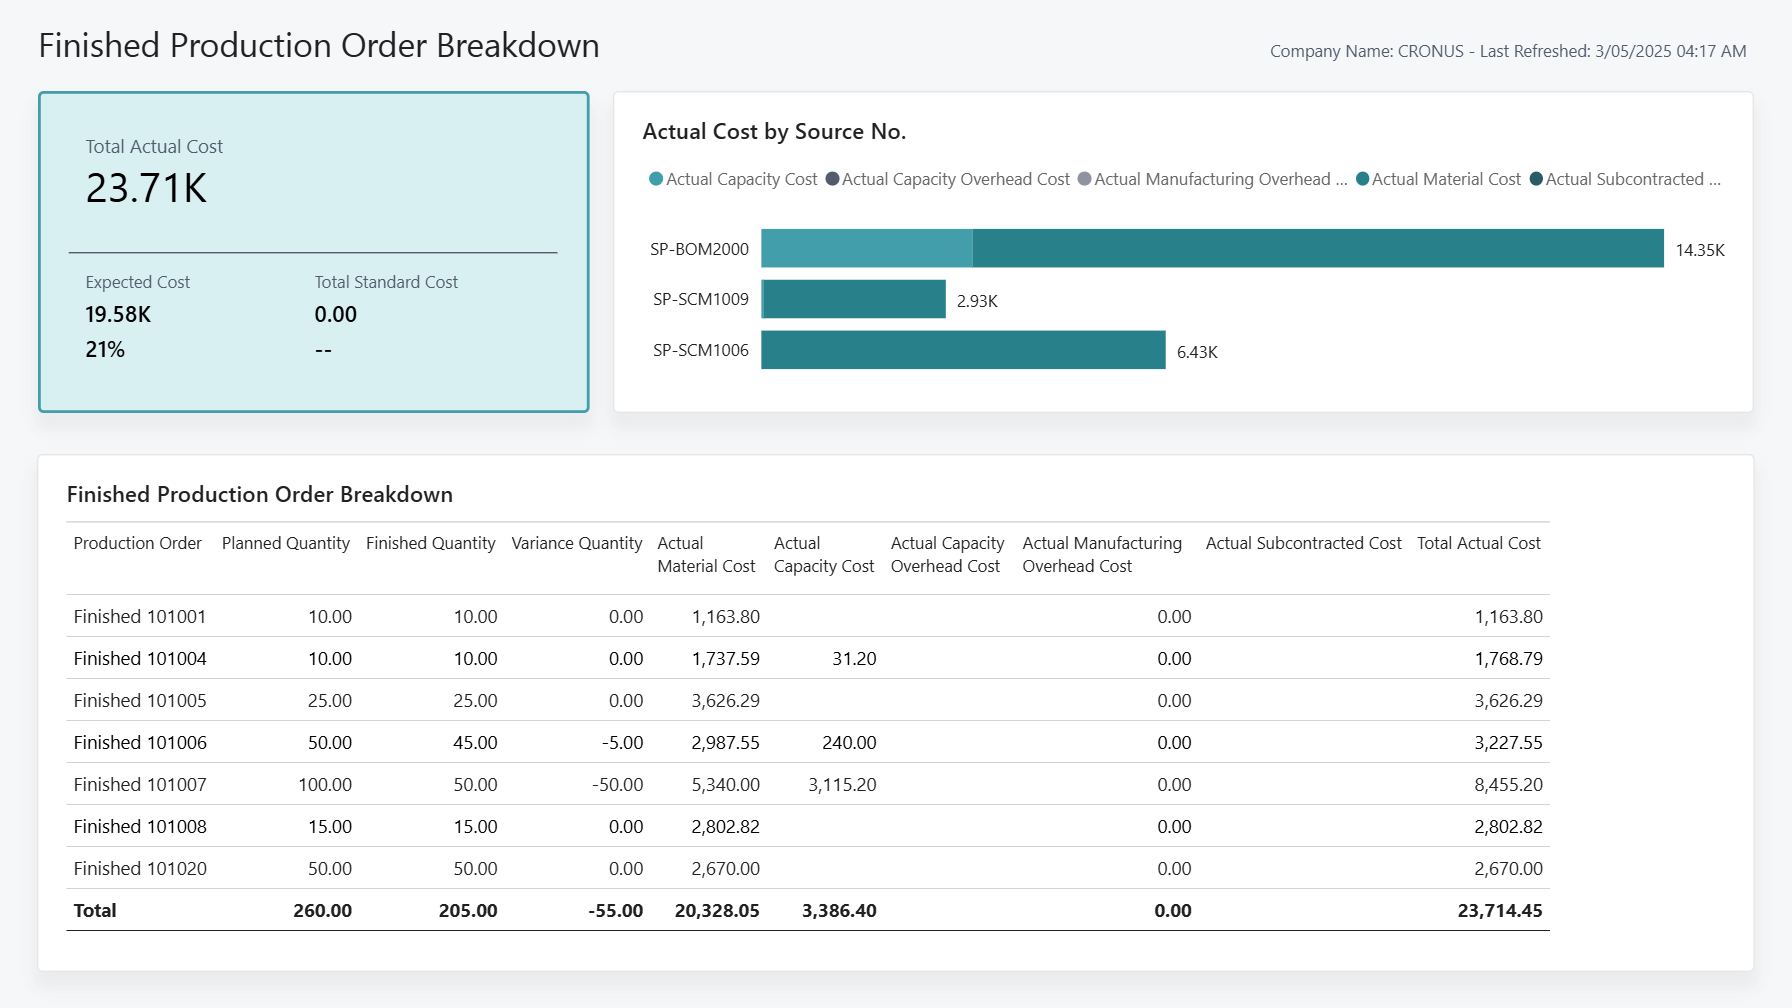 Finished Production Order Breakdown
Company Name: CRONUS - Last Refreshed: 3/05/2025 04:17 AM
Total Actual Cost
23.71K
Expected Cost Total Standard Cost
19.58K 0.00
21% --
Actual Cost by Source No.
Actual Capacity Cost Actual Capacity Overhead Cost Actual Manufacturing Overhead ... Actual Material Cost Actual Subcontracted ...
SP-BOM2000 14.35K
SP-SCM1009 2.93K
SP-SCM1006 6.43K
Finished Production Order Breakdown
Production Order Planned Quantity Finished Quantity Variance Quantity Actual Material Cost Actual Capacity Cost Actual Capacity Overhead Cost Actual Manufacturing Overhead Cost Actual Subcontracted Cost Total Actual Cost
Finished 101001 10.00 10.00 0.00 1,163.80 0.00 1,163.80
Finished 101004 10.00 10.00 0.00 1,737.59 31.20 0.00 1,768.79
Finished 101005 25.00 25.00 0.00 3,626.29 0.00 3,626.29
Finished 101006 50.00 45.00 -5.00 2,987.55 240.00 0.00 3,227.55
Finished 101007 100.00 50.00 -50.00 5,340.00 3,115.20 0.00 8,455.20
Finished 101008 15.00 15.00 0.00 2,802.82 0.00 2,802.82
Finished 101020 50.00 50.00 0.00 2,670.00 0.00 2,670.00
Total 260.00 205.00 -55.00 20,328.05 3,386.40 0.00 23,714.45